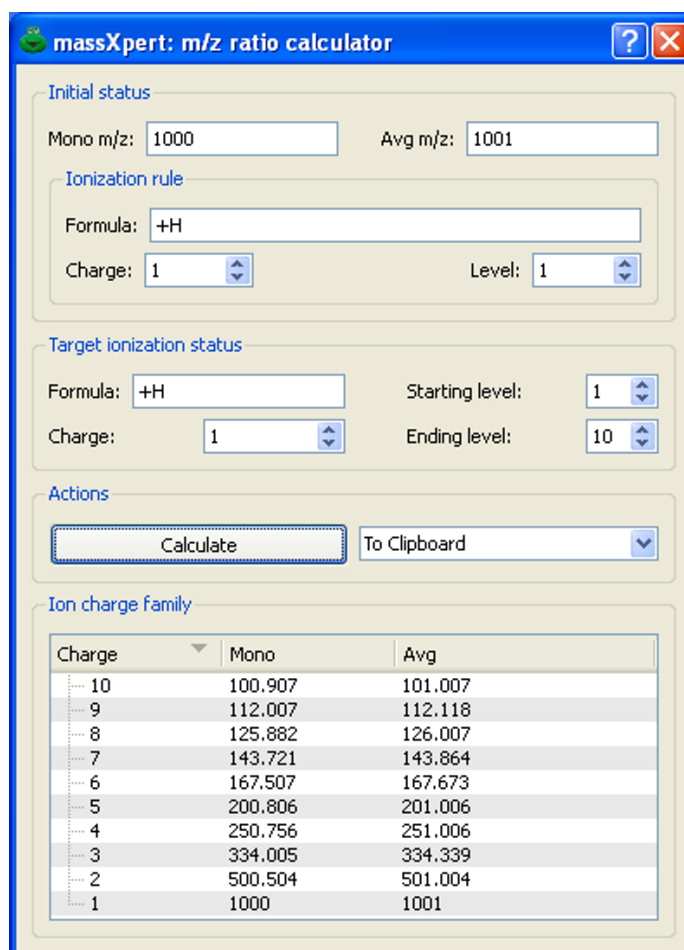 massXpert: m/z ratio calculator
Initial status
Mono m/z: 1000 Avg m/z: 1001
Ionization rule
Formula: +H
Charge: 1 Level: 1
Target ionization status
Formula: +H Starting level: 1
Charge: 1 Ending level: 10
Actions
Calculate To Clipboard
Ion charge family
Charge Mono Avg
10 100.907 101.007
9 112.007 112.118
8 125.882 126.007
7 143.721 143.864
6 167.507 167.673
5 200.806 201.006
4 250.756 251.006
3 334.005 334.339
2 500.504 501.004
1 1000 1001